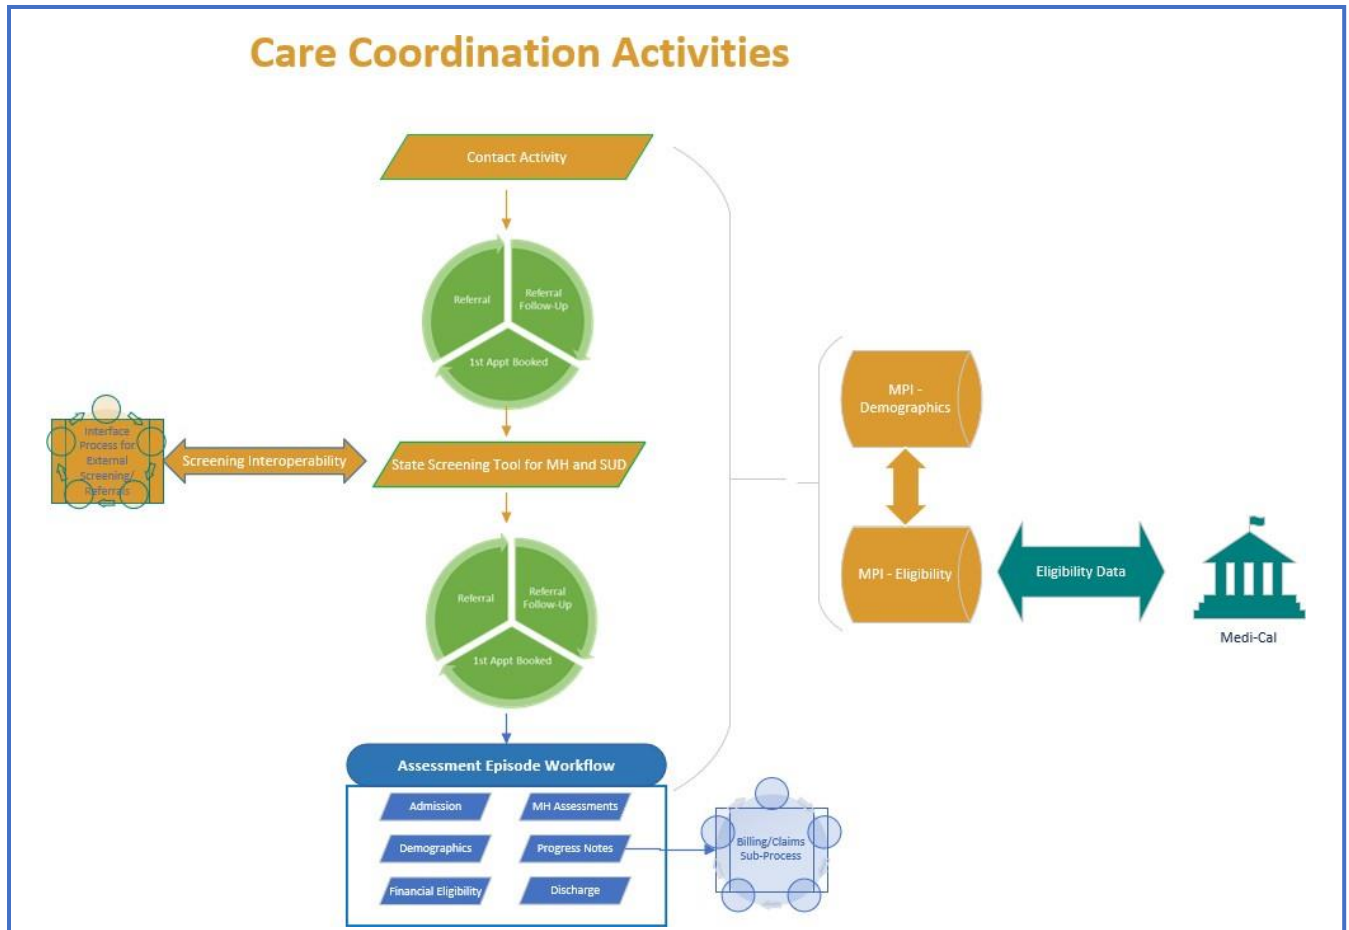 Care Coordination Activities
Contact Activity
Referral
Referral
Follow-Up
1st Appt Booked
Interface
Process for
External
Screening/
Referrals
Screening Interoperability
State Screening Tool for MH and SUD
Referral
Referral
Follow-Up
1st Appt Booked
MPI -
Demographics
MPI - Eligibility
Eligibility Data
Medi-Cal
Assessment Episode Workflow
Admission
MH Assessments
Demographics
Progress Notes
Financial Eligibility
Discharge
Billing/Claims
Sub-Process